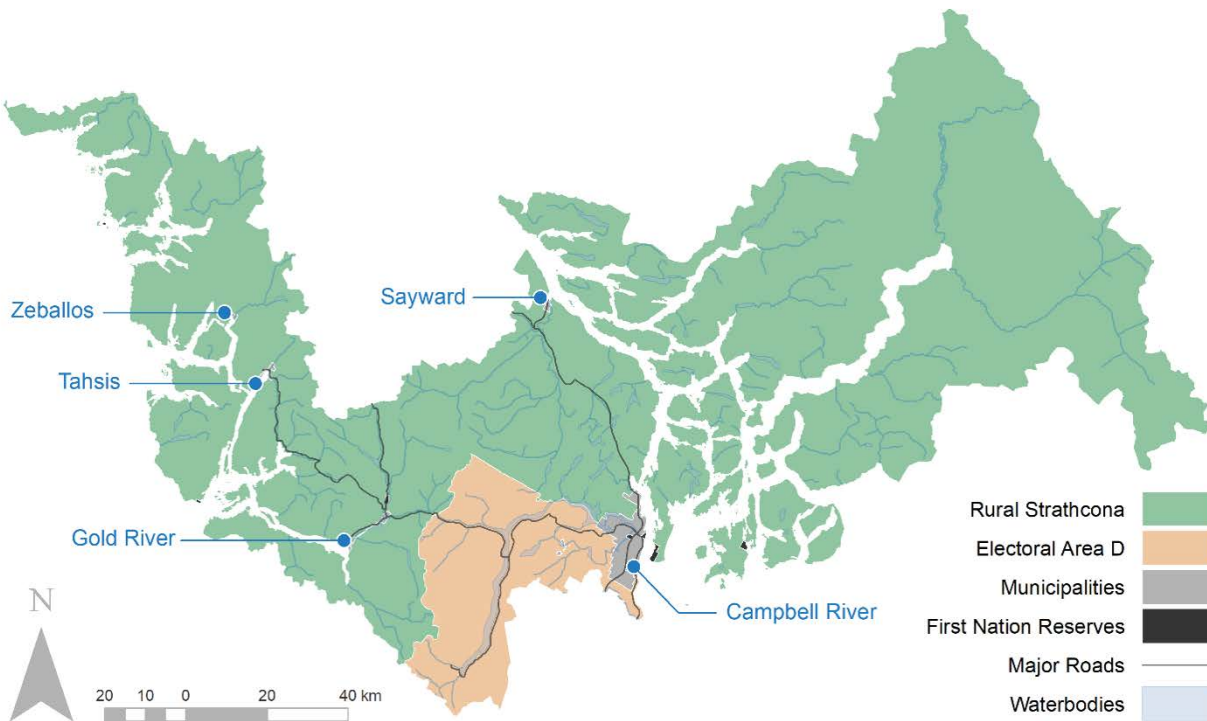 Zeballos
Sayward
Tahsis
Gold River
Campbell River
Rural Strathcona
Electoral Area D
Municipalities
First Nation Reserves
Major Roads
Waterbodies
N
20 10 0 20 40 km